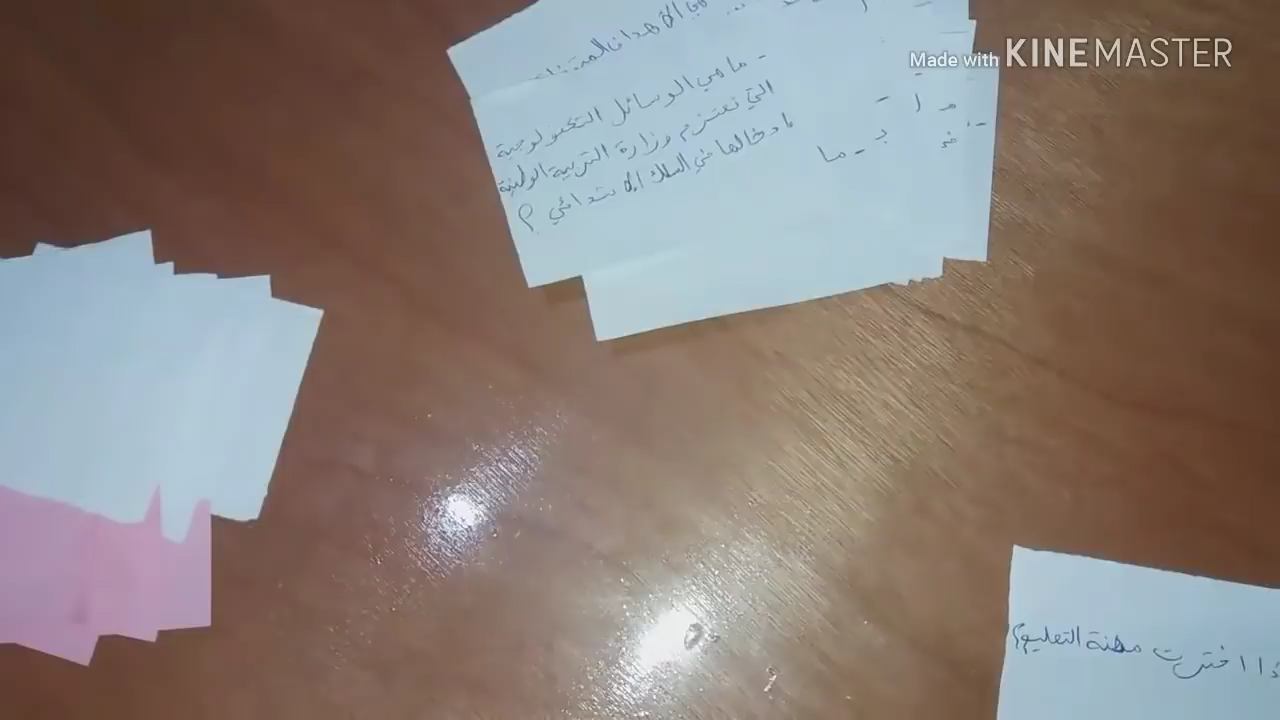 Made with KINEMASTER
- ما هي الوسائل التكنولوجية
التي تعتزم وزارة التربية الوطنية
إدخالها في السلك الابتدائي ؟
- ما
اخترت مهنة التعليم؟